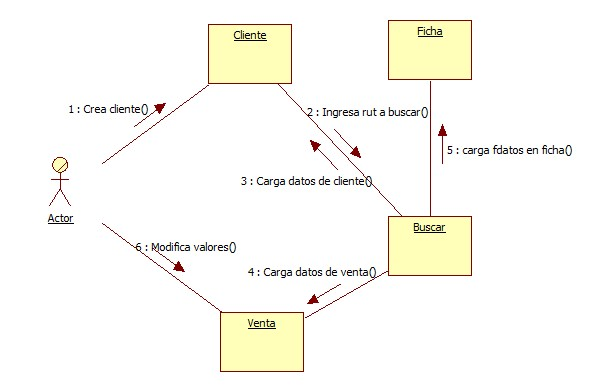 Cliente
Ficha
1 : Crea cliente()
2 : Ingresa rut a buscar()
5 : carga fdatos en ficha()
3 : Carga datos de cliente()
Actor
Buscar
6 : Modifica valores()
4 : Carga datos de venta()
Venta